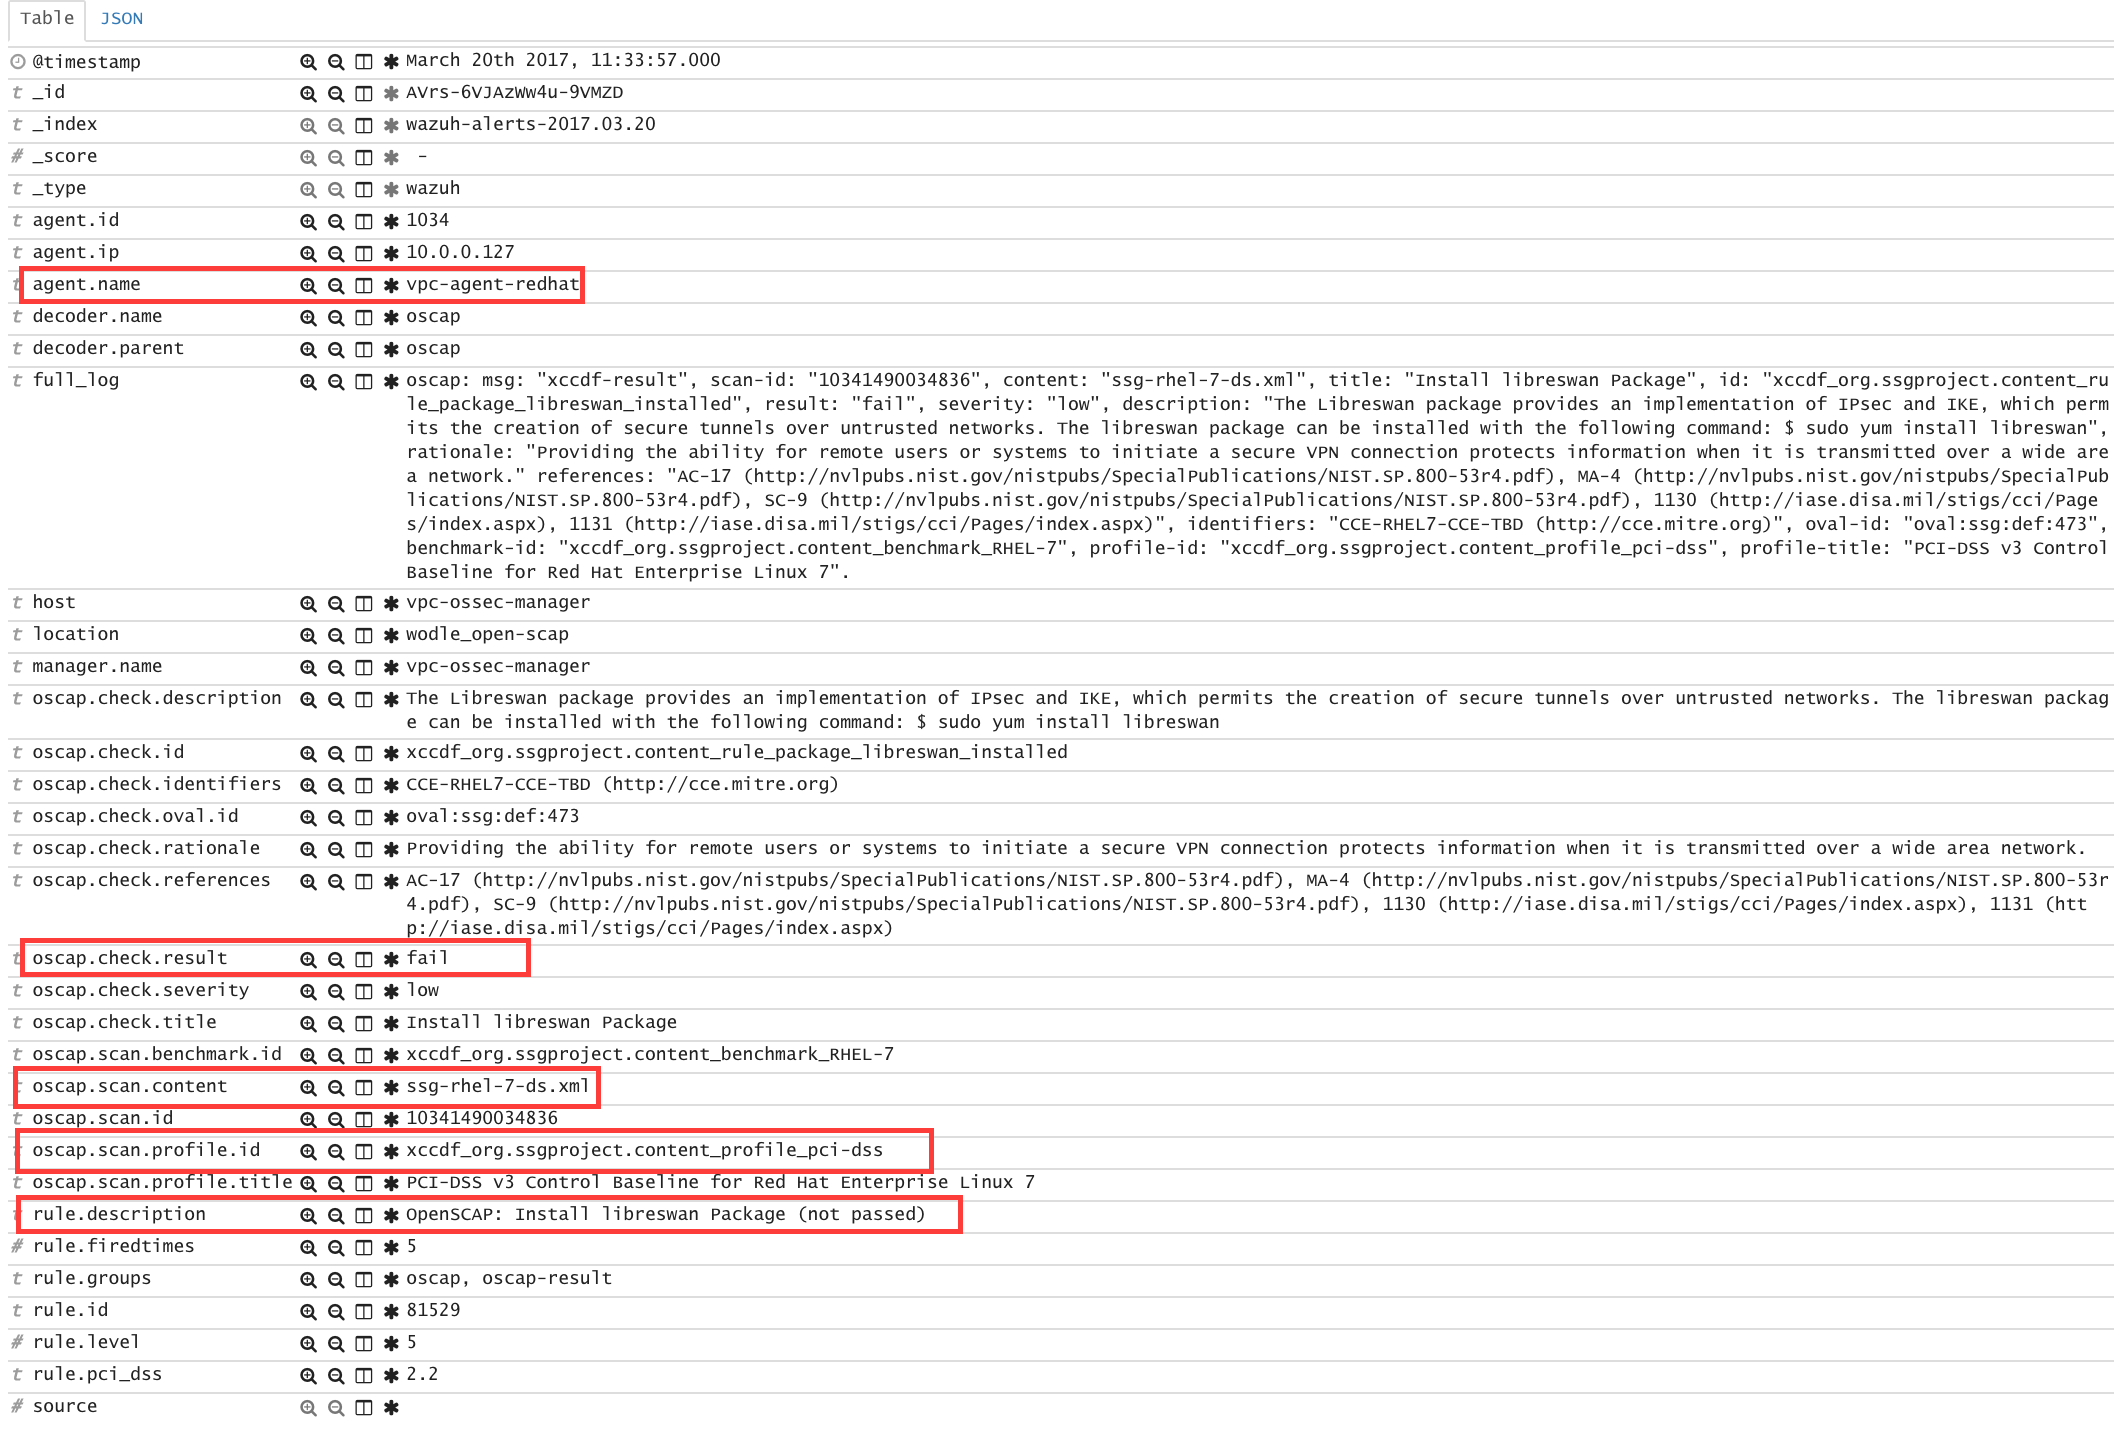 Table JSON
@timestamp March 20th 2017, 11:33:57.000
t _id AVrs-6VJAzWw4u-9VMZD
t _index wazuh-alerts-2017.03.20
# _score -
t _type wazuh
t agent.id 1034
t agent.ip 10.0.0.127
t agent.name vpc-agent-redhat
t decoder.name oscap
t decoder.parent oscap
t full_log oscap: msg: "xccdf-result", scan-id: "10341490034836", content: "ssg-rhel-7-ds.xml", title: "Install libreswan Package", id: "xccdf_org.ssgproject.content_ru
le_package_libreswan_installed", result: "fail", severity: "low", description: "The Libreswan package provides an implementation of IPsec and IKE, which perm
its the creation of secure tunnels over untrusted networks. The libreswan package can be installed with the following command: $ sudo yum install libreswan",
rationale: "Providing the ability for remote users or systems to initiate a secure VPN connection protects information when it is transmitted over a wide are
a network." references: "AC-17 (http://nvlpubs.nist.gov/nistpubs/SpecialPublications/NIST.SP.800-53r4.pdf), MA-4 (http://nvlpubs.nist.gov/nistpubs/SpecialPub
lications/NIST.SP.800-53r4.pdf), SC-9 (http://nvlpubs.nist.gov/nistpubs/SpecialPublications/NIST.SP.800-53r4.pdf), 1130 (http://iase.disa.mil/stigs/cci/Page
s/index.aspx), 1131 (http://iase.disa.mil/stigs/cci/Pages/index.aspx)", identifiers: "CCE-RHEL7-CCE-TBD (http://cce.mitre.org)", oval-id: "oval:ssg:def:473",
benchmark-id: "xccdf_org.ssgproject.content_benchmark_RHEL-7", profile-id: "xccdf_org.ssgproject.content_profile_pci-dss", profile-title: "PCI-DSS v3 Control
Baseline for Red Hat Enterprise Linux 7".
t host vpc-ossec-manager
t location wodle_open-scap
t manager.name vpc-ossec-manager
t oscap.check.description The Libreswan package provides an implementation of IPsec and IKE, which permits the creation of secure tunnels over untrusted networks. The libreswan packag
e can be installed with the following command: $ sudo yum install libreswan
t oscap.check.id xccdf_org.ssgproject.content_rule_package_libreswan_installed
t oscap.check.identifiers CCE-RHEL7-CCE-TBD (http://cce.mitre.org)
t oscap.check.oval.id oval:ssg:def:473
t oscap.check.rationale Providing the ability for remote users or systems to initiate a secure VPN connection protects information when it is transmitted over a wide area network.
t oscap.check.references AC-17 (http://nvlpubs.nist.gov/nistpubs/SpecialPublications/NIST.SP.800-53r4.pdf), MA-4 (http://nvlpubs.nist.gov/nistpubs/SpecialPublications/NIST.SP.800-53r
4.pdf), SC-9 (http://nvlpubs.nist.gov/nistpubs/SpecialPublications/NIST.SP.800-53r4.pdf), 1130 (http://iase.disa.mil/stigs/cci/Pages/index.aspx), 1131 (htt
p://iase.disa.mil/stigs/cci/Pages/index.aspx)
t oscap.check.result fail
t oscap.check.severity low
t oscap.check.title Install libreswan Package
t oscap.scan.benchmark.id xccdf_org.ssgproject.content_benchmark_RHEL-7
t oscap.scan.content ssg-rhel-7-ds.xml
t oscap.scan.id 10341490034836
t oscap.scan.profile.id xccdf_org.ssgproject.content_profile_pci-dss
t oscap.scan.profile.title PCI-DSS v3 Control Baseline for Red Hat Enterprise Linux 7
t rule.description OpenSCAP: Install libreswan Package (not passed)
# rule.firedtimes 5
t rule.groups oscap, oscap-result
t rule.id 81529
# rule.level 5
t rule.pci_dss 2.2
# source